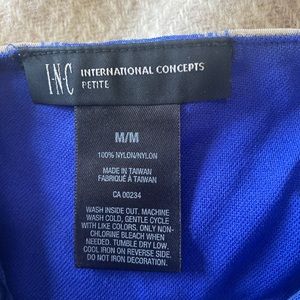 I·N·C INTERNATIONAL CONCEPTS
PETITE
M/M
100% NYLON/NYLON
MADE IN TAIWAN
FABRIQUÉ À TAIWAN
CA 00234
WASH INSIDE OUT. MACHINE
WASH COLD, GENTLE CYCLE
WITH LIKE COLORS. ONLY NON-
CHLORINE BLEACH WHEN
NEEDED. TUMBLE DRY LOW.
COOL IRON ON REVERSE SIDE.
DO NOT IRON DECORATION.